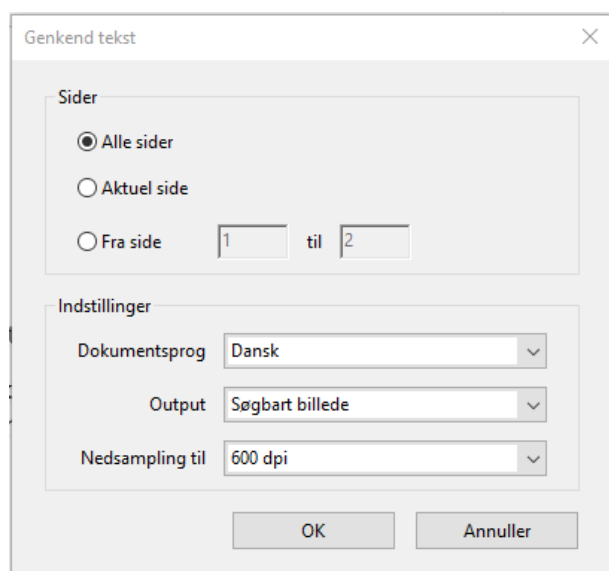 Genkend tekst
Sider
Alle sider
Aktuel side
Fra side 1 til 2
Indstillinger
Dokumentsprog Dansk
Output Søgbart billede
Nedsampling til 600 dpi
OK Annuller